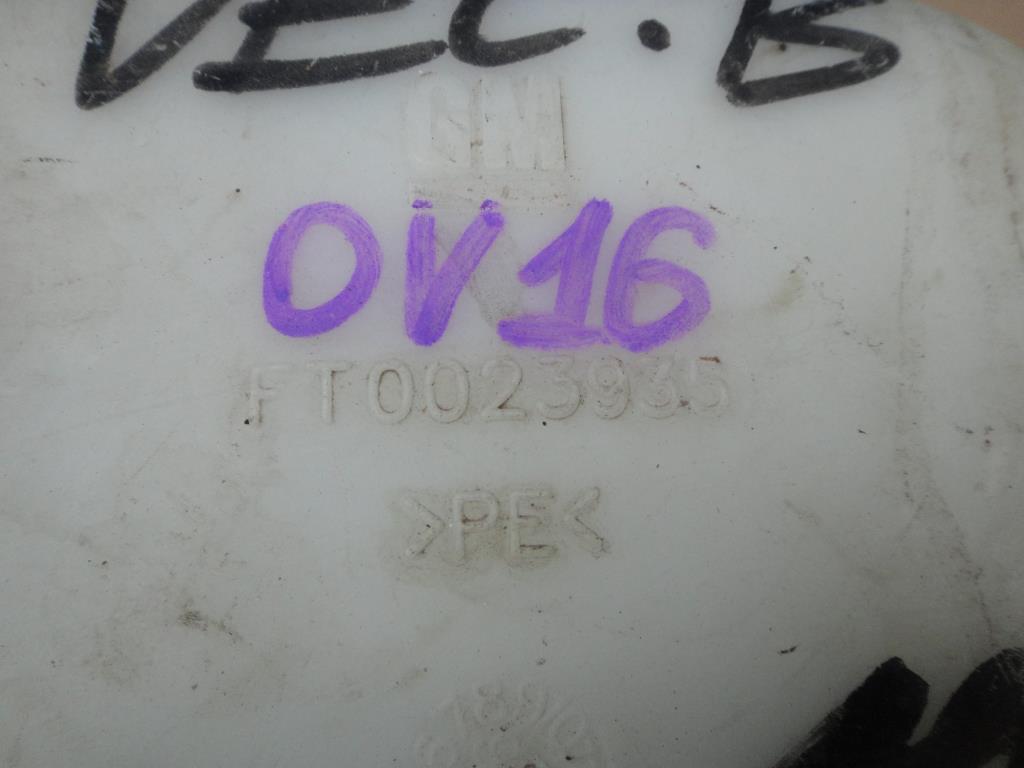 VEC.B
GM
OV16
FT0023935
>PE<